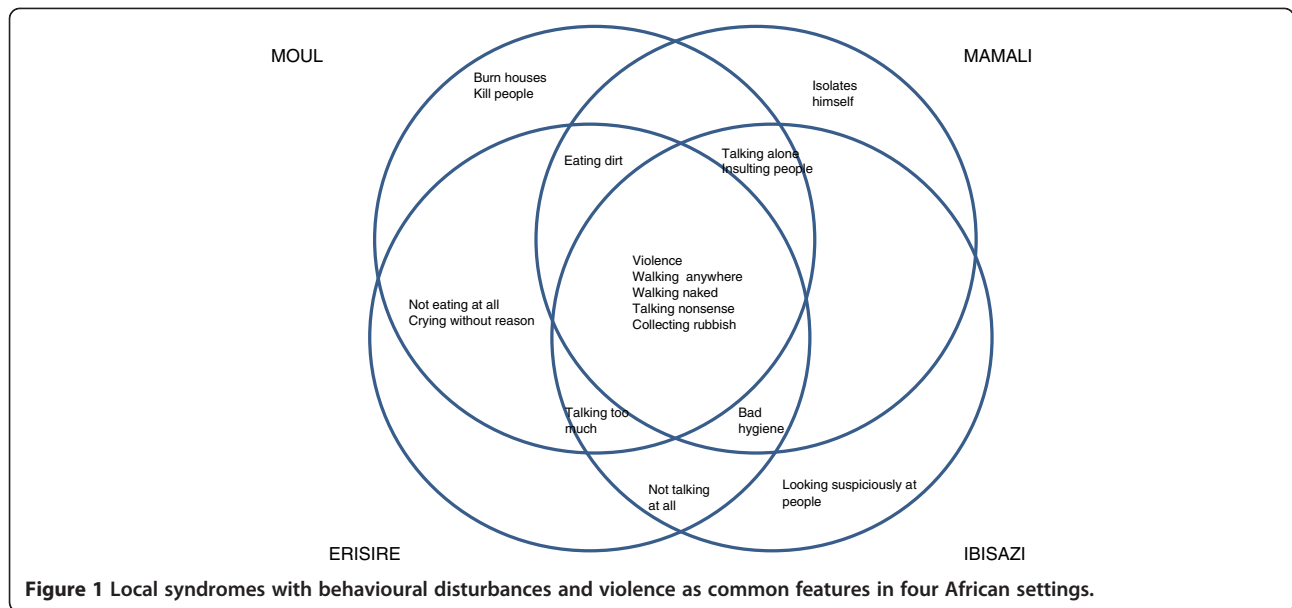 MOUL
MAMALI
Burn houses
Kill people
Isolates
himself
Eating dirt
Talking alone
Insulting people
Violence
Walking anywhere
Walking naked
Talking nonsense
Collecting rubbish
Not eating at all
Crying without reason
Talking too
much
Bad
hygiene
Not talking
at all
Looking suspiciously at
people
ERISIRE
IBISAZI
Figure 1 Local syndromes with behavioural disturbances and violence as common features in four African settings.